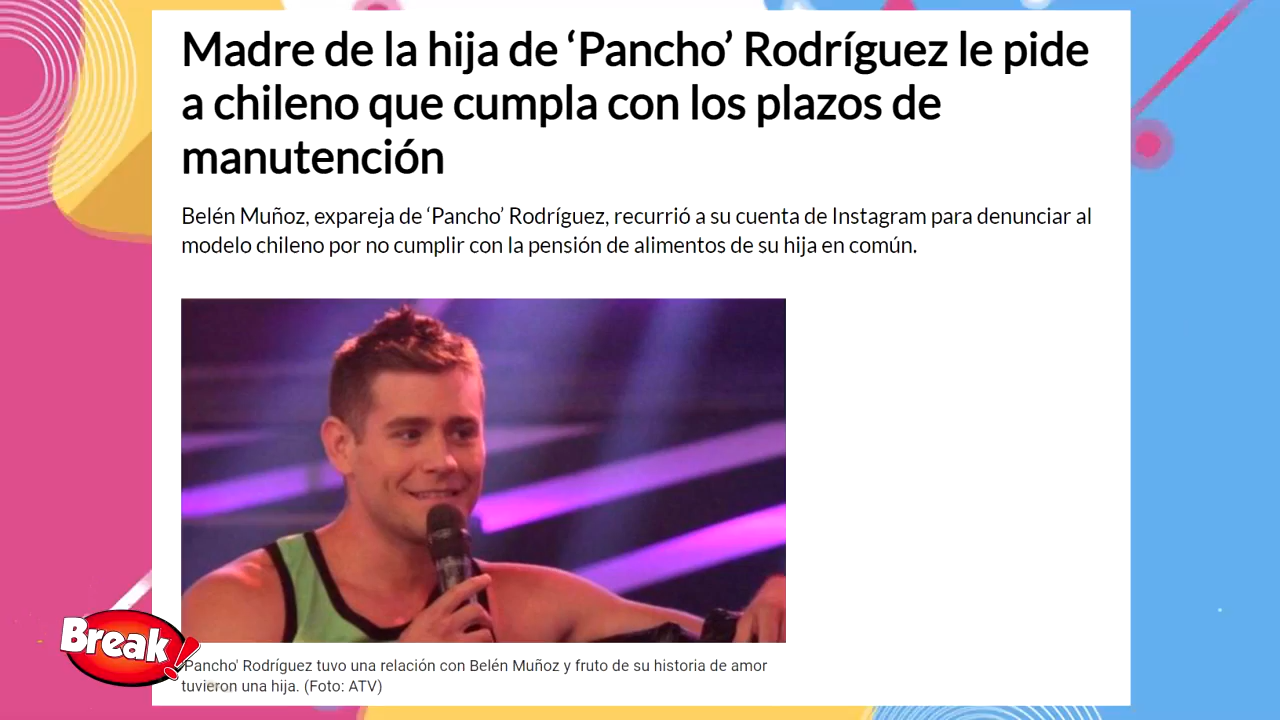 Madre de la hija de ‘Pancho’ Rodríguez le pide
a chileno que cumpla con los plazos de
manutención
Belén Muñoz, expareja de ‘Pancho’ Rodríguez, recurrió a su cuenta de Instagram para denunciar al
modelo chileno por no cumplir con la pensión de alimentos de su hija en común.
Break!
'Pancho' Rodríguez tuvo una relación con Belén Muñoz y fruto de su historia de amor
tuvieron una hija. (Foto: ATV)